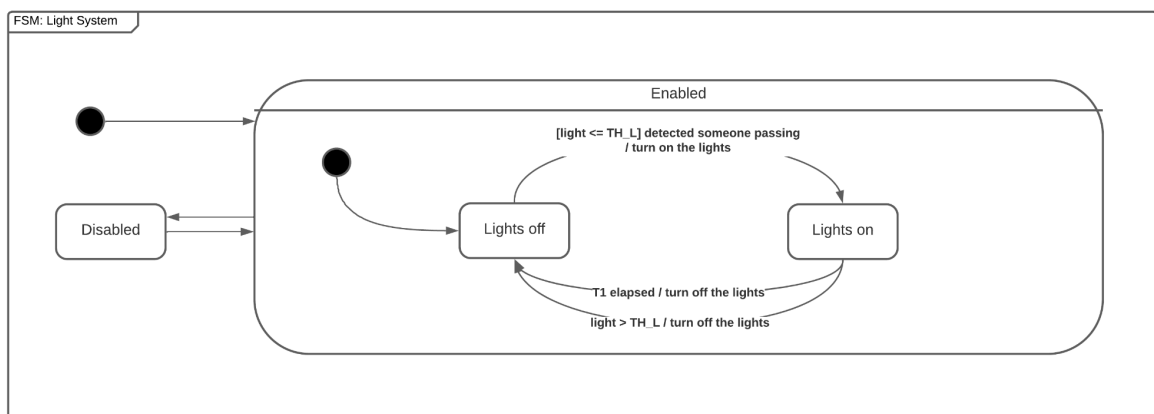 FSM: Light System
Enabled
[light <= TH_L] detected someone passing
/ turn on the lights
Disabled
Lights off
Lights on
T1 elapsed / turn off the lights
light > TH_L / turn off the lights